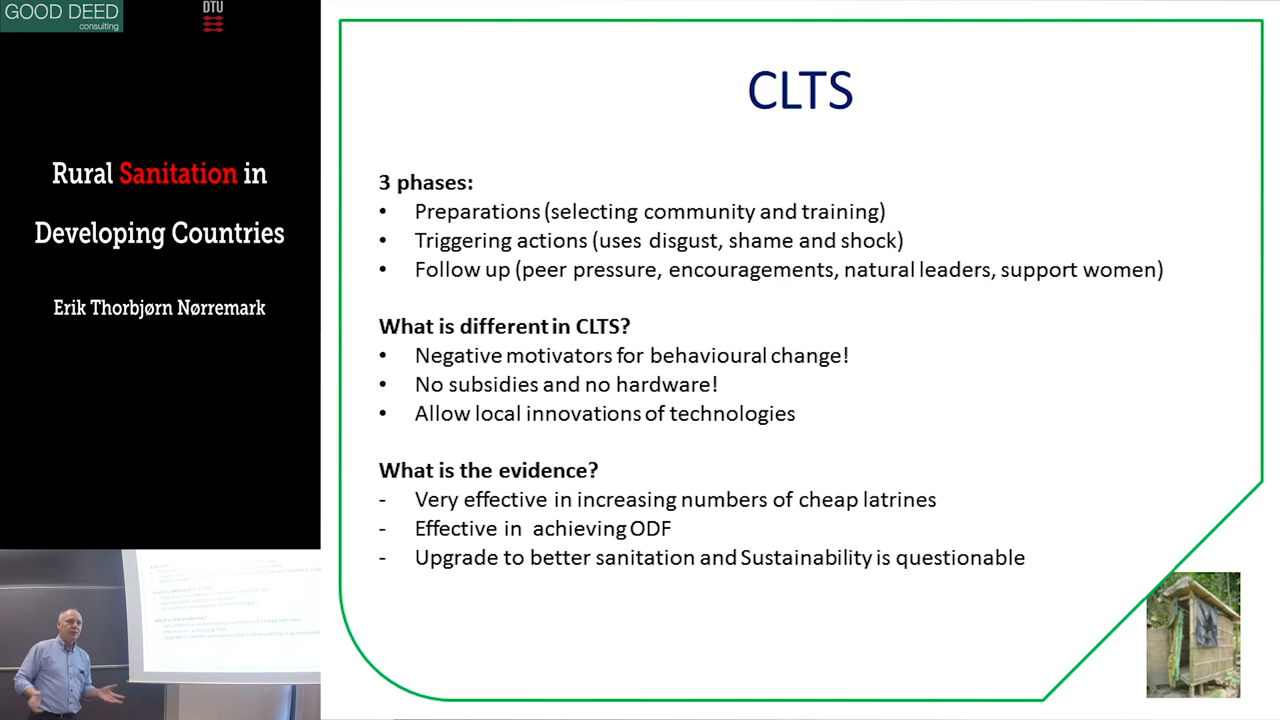 GOOD DEED
consulting
DTU
Rural Sanitation in
Developing Countries
Erik Thorbjørn Nørremark
CLTS
3 phases:
• Preparations (selecting community and training)
• Triggering actions (uses disgust, shame and shock)
• Follow up (peer pressure, encouragements, natural leaders, support women)
What is different in CLTS?
• Negative motivators for behavioural change!
• No subsidies and no hardware!
• Allow local innovations of technologies
What is the evidence?
- Very effective in increasing numbers of cheap latrines
- Effective in achieving ODF
- Upgrade to better sanitation and Sustainability is questionable